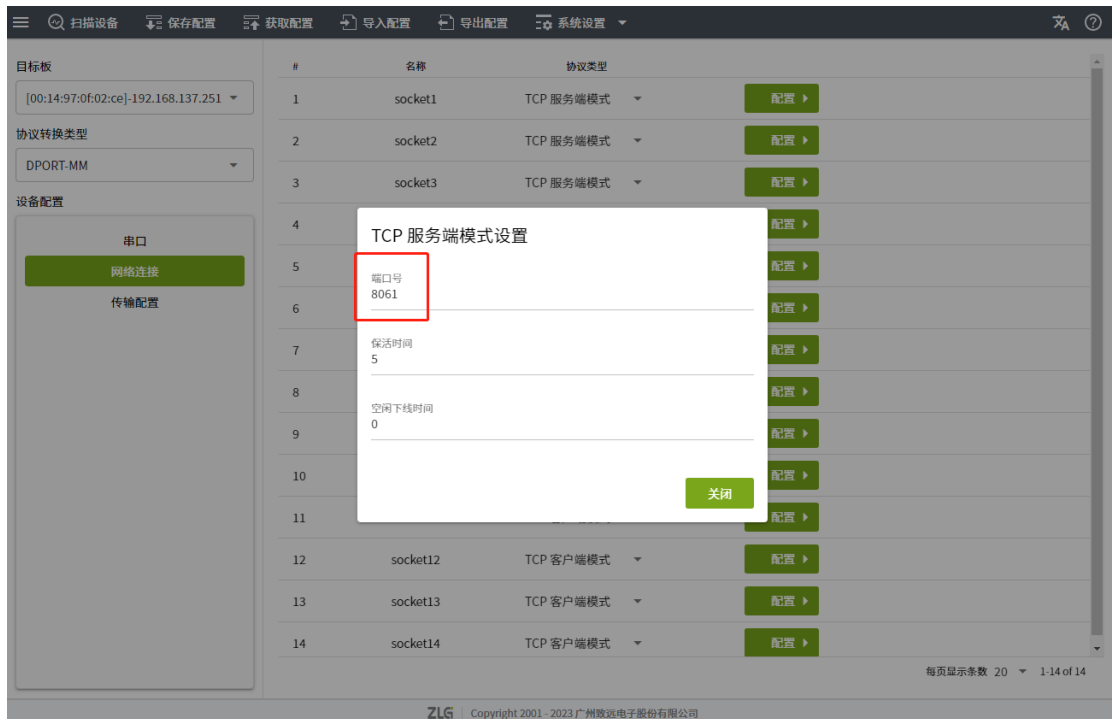 扫描设备 保存配置 获取配置 导入配置 导出配置 系统设置
目标板
[00:14:97:0f:02:ce]-192.168.137.251
协议转换类型
DPORT-MM
设备配置
串口
网络连接
传输配置
# 名称 协议类型
1 socket1 TCP 服务端模式 配置
2 socket2 TCP 服务端模式 配置
3 socket3 TCP 服务端模式 配置
4 配置
5 配置
6 配置
7 配置
8 配置
9 配置
10 配置
11 配置
12 socket12 TCP 客户端模式 配置
13 socket13 TCP 客户端模式 配置
14 socket14 TCP 客户端模式 配置
TCP 服务端模式设置
端口号
8061
保活时间
5
空闲下线时间
0
关闭
每页显示条数 20 1-14 of 14
ZLG Copyright 2001 - 2023 广州致远电子股份有限公司